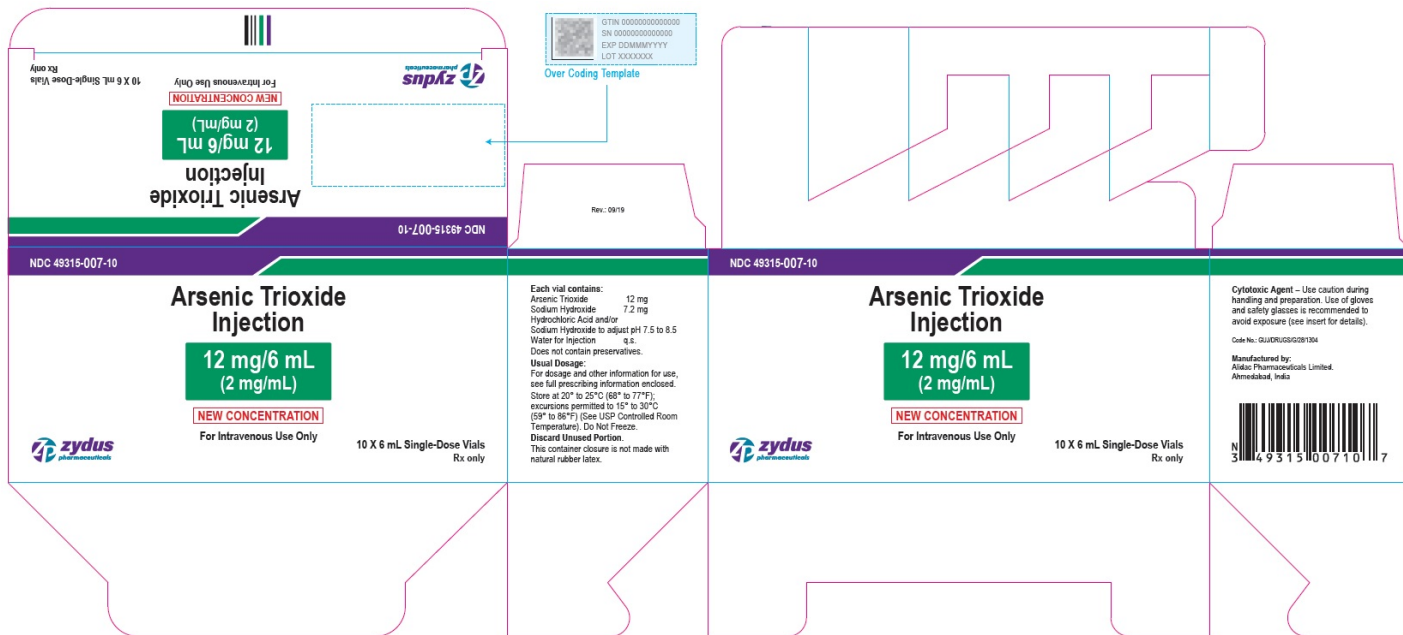 GTIN 00000000000000
SN 00000000000000
EXP DDMMMYYYY
LOT XXXXXXX
Over Coding Template
zydus
pharmaceuticals
10 X 6 mL Single-Dose Vials
Rx only
For Intravenous Use Only
NEW CONCENTRATION
12 mg/6 mL
(2 mg/mL)
Arsenic Trioxide
Injection
NDC 49315-007-10
Rev.: 09/19
NDC 49315-007-10
Arsenic Trioxide
Injection
12 mg/6 mL
(2 mg/mL)
NEW CONCENTRATION
For Intravenous Use Only
zydus
pharmaceuticals
10 X 6 mL Single-Dose Vials
Rx only
Each vial contains:
Arsenic Trioxide 12 mg
Sodium Hydroxide 7.2 mg
Hydrochloric Acid and/or
Sodium Hydroxide to adjust pH 7.5 to 8.5
Water for Injection q.s.
Does not contain preservatives.
Usual Dosage:
For dosage and other information for use,
see full prescribing information enclosed.
Store at 20° to 25°C (68° to 77°F);
excursions permitted to 15° to 30°C
(59° to 86°F) (See USP Controlled Room
Temperature). Do Not Freeze.
Discard Unused Portion.
This container closure is not made with
natural rubber latex.
NDC 49315-007-10
Arsenic Trioxide
Injection
12 mg/6 mL
(2 mg/mL)
NEW CONCENTRATION
For Intravenous Use Only
zydus
pharmaceuticals
10 X 6 mL Single-Dose Vials
Rx only
Cytotoxic Agent – Use caution during
handling and preparation. Use of gloves
and safety glasses is recommended to
avoid exposure (see insert for details).
Code No.: GUJ/DRUGS/G/28/1304
Manufactured by:
Alidac Pharmaceuticals Limited.
Ahmedabad, India
N
3 49315 00710 7